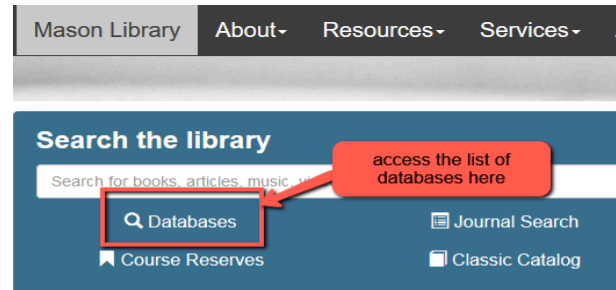 Mason Library About Resources Services
Search the library
Search for books, articles, music,
access the list of
databases here
Databases
Journal Search
Course Reserves
Classic Catalog